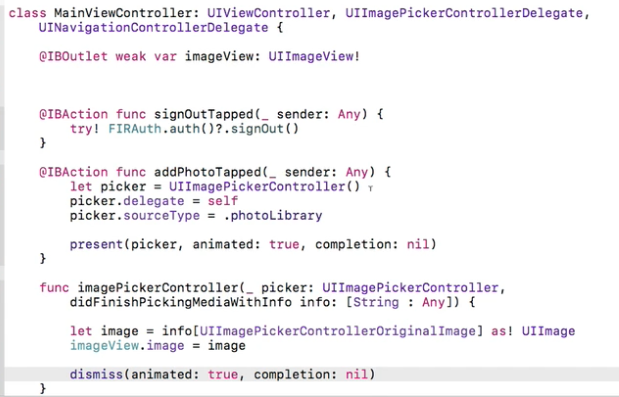 class MainViewController: UIViewController, UIImagePickerControllerDelegate,
UINavigationControllerDelegate {
@IBOutlet weak var imageView: UIImageView!
@IBAction func signOutTapped(_ sender: Any) {
try! FIRAuth.auth()?.signOut()
}
@IBAction func addPhotoTapped(_ sender: Any) {
let picker = UIImagePickerController()
picker.delegate = self
picker.sourceType = .photoLibrary
present(picker, animated: true, completion: nil)
}
func imagePickerController(_ picker: UIImagePickerController,
didFinishPickingMediaWithInfo info: [String : Any]) {
let image = info[UIImagePickerControllerOriginalImage] as! UIImage
imageView.image = image
dismiss(animated: true, completion: nil)
}